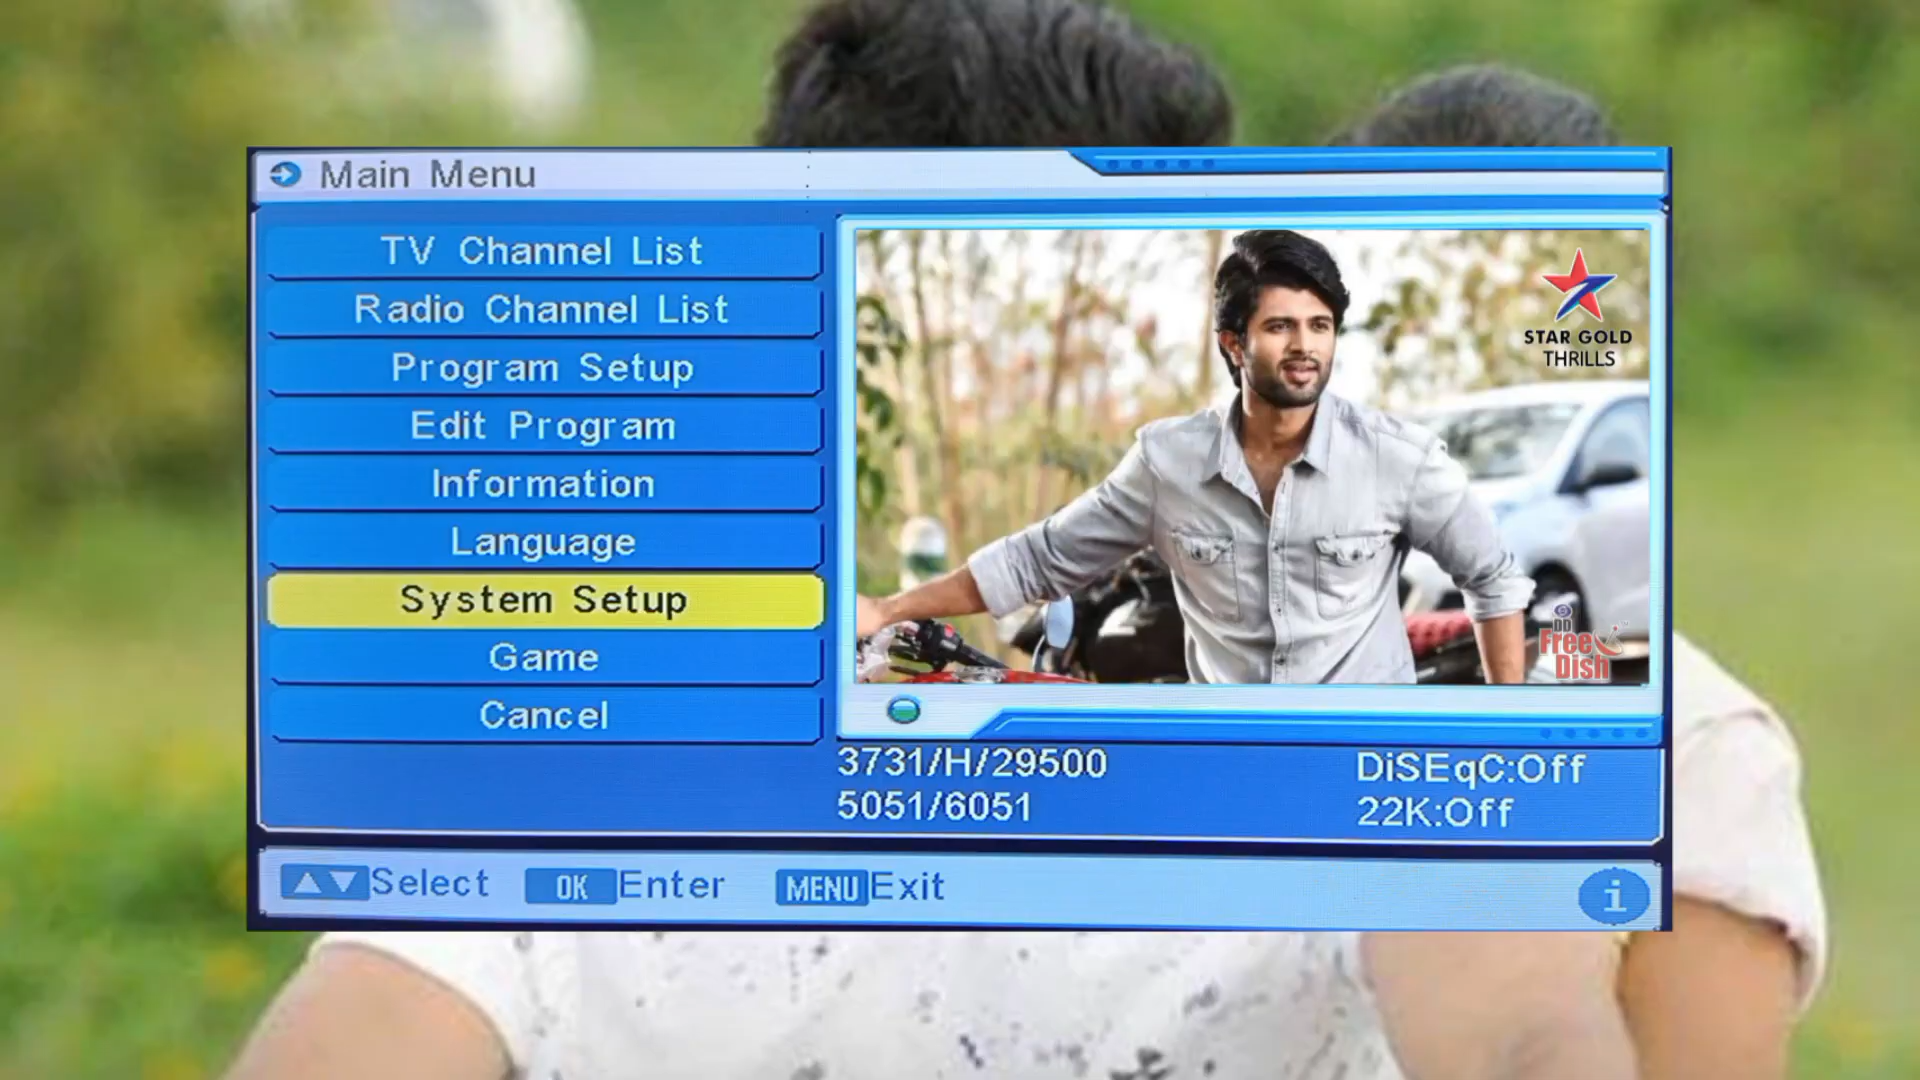 Main Menu
TV Channel List
Radio Channel List
Program Setup
Edit Program
Information
Language
System Setup
Game
Cancel
STAR GOLD
THRILLS
DD
Free
Dish
3731/H/29500
5051/6051
DiSEqC:Off
22K:Off
Select
OK Enter
MENU Exit
i